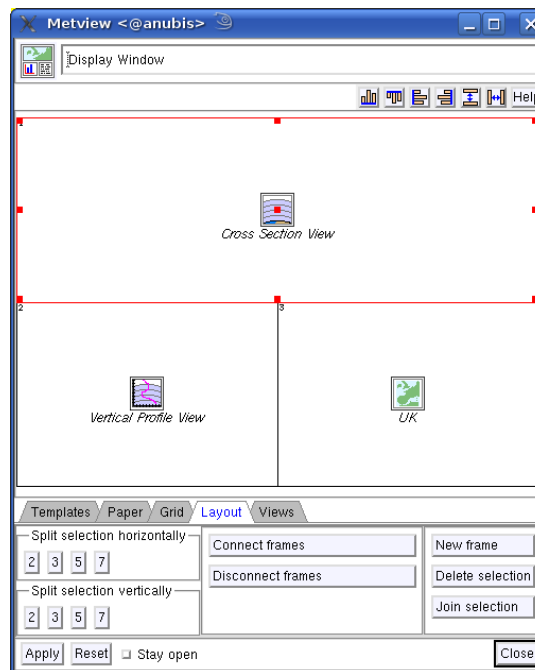 Metview <@anubis>
Display Window
Help
1
Cross Section View
2
3
Vertical Profile View
UK
Templates Paper Grid Layout Views
Split selection horizontally
2 3 5 7
Split selection vertically
2 3 5 7
Connect frames
Disconnect frames
New frame
Delete selection
Join selection
Apply Reset Stay open Close